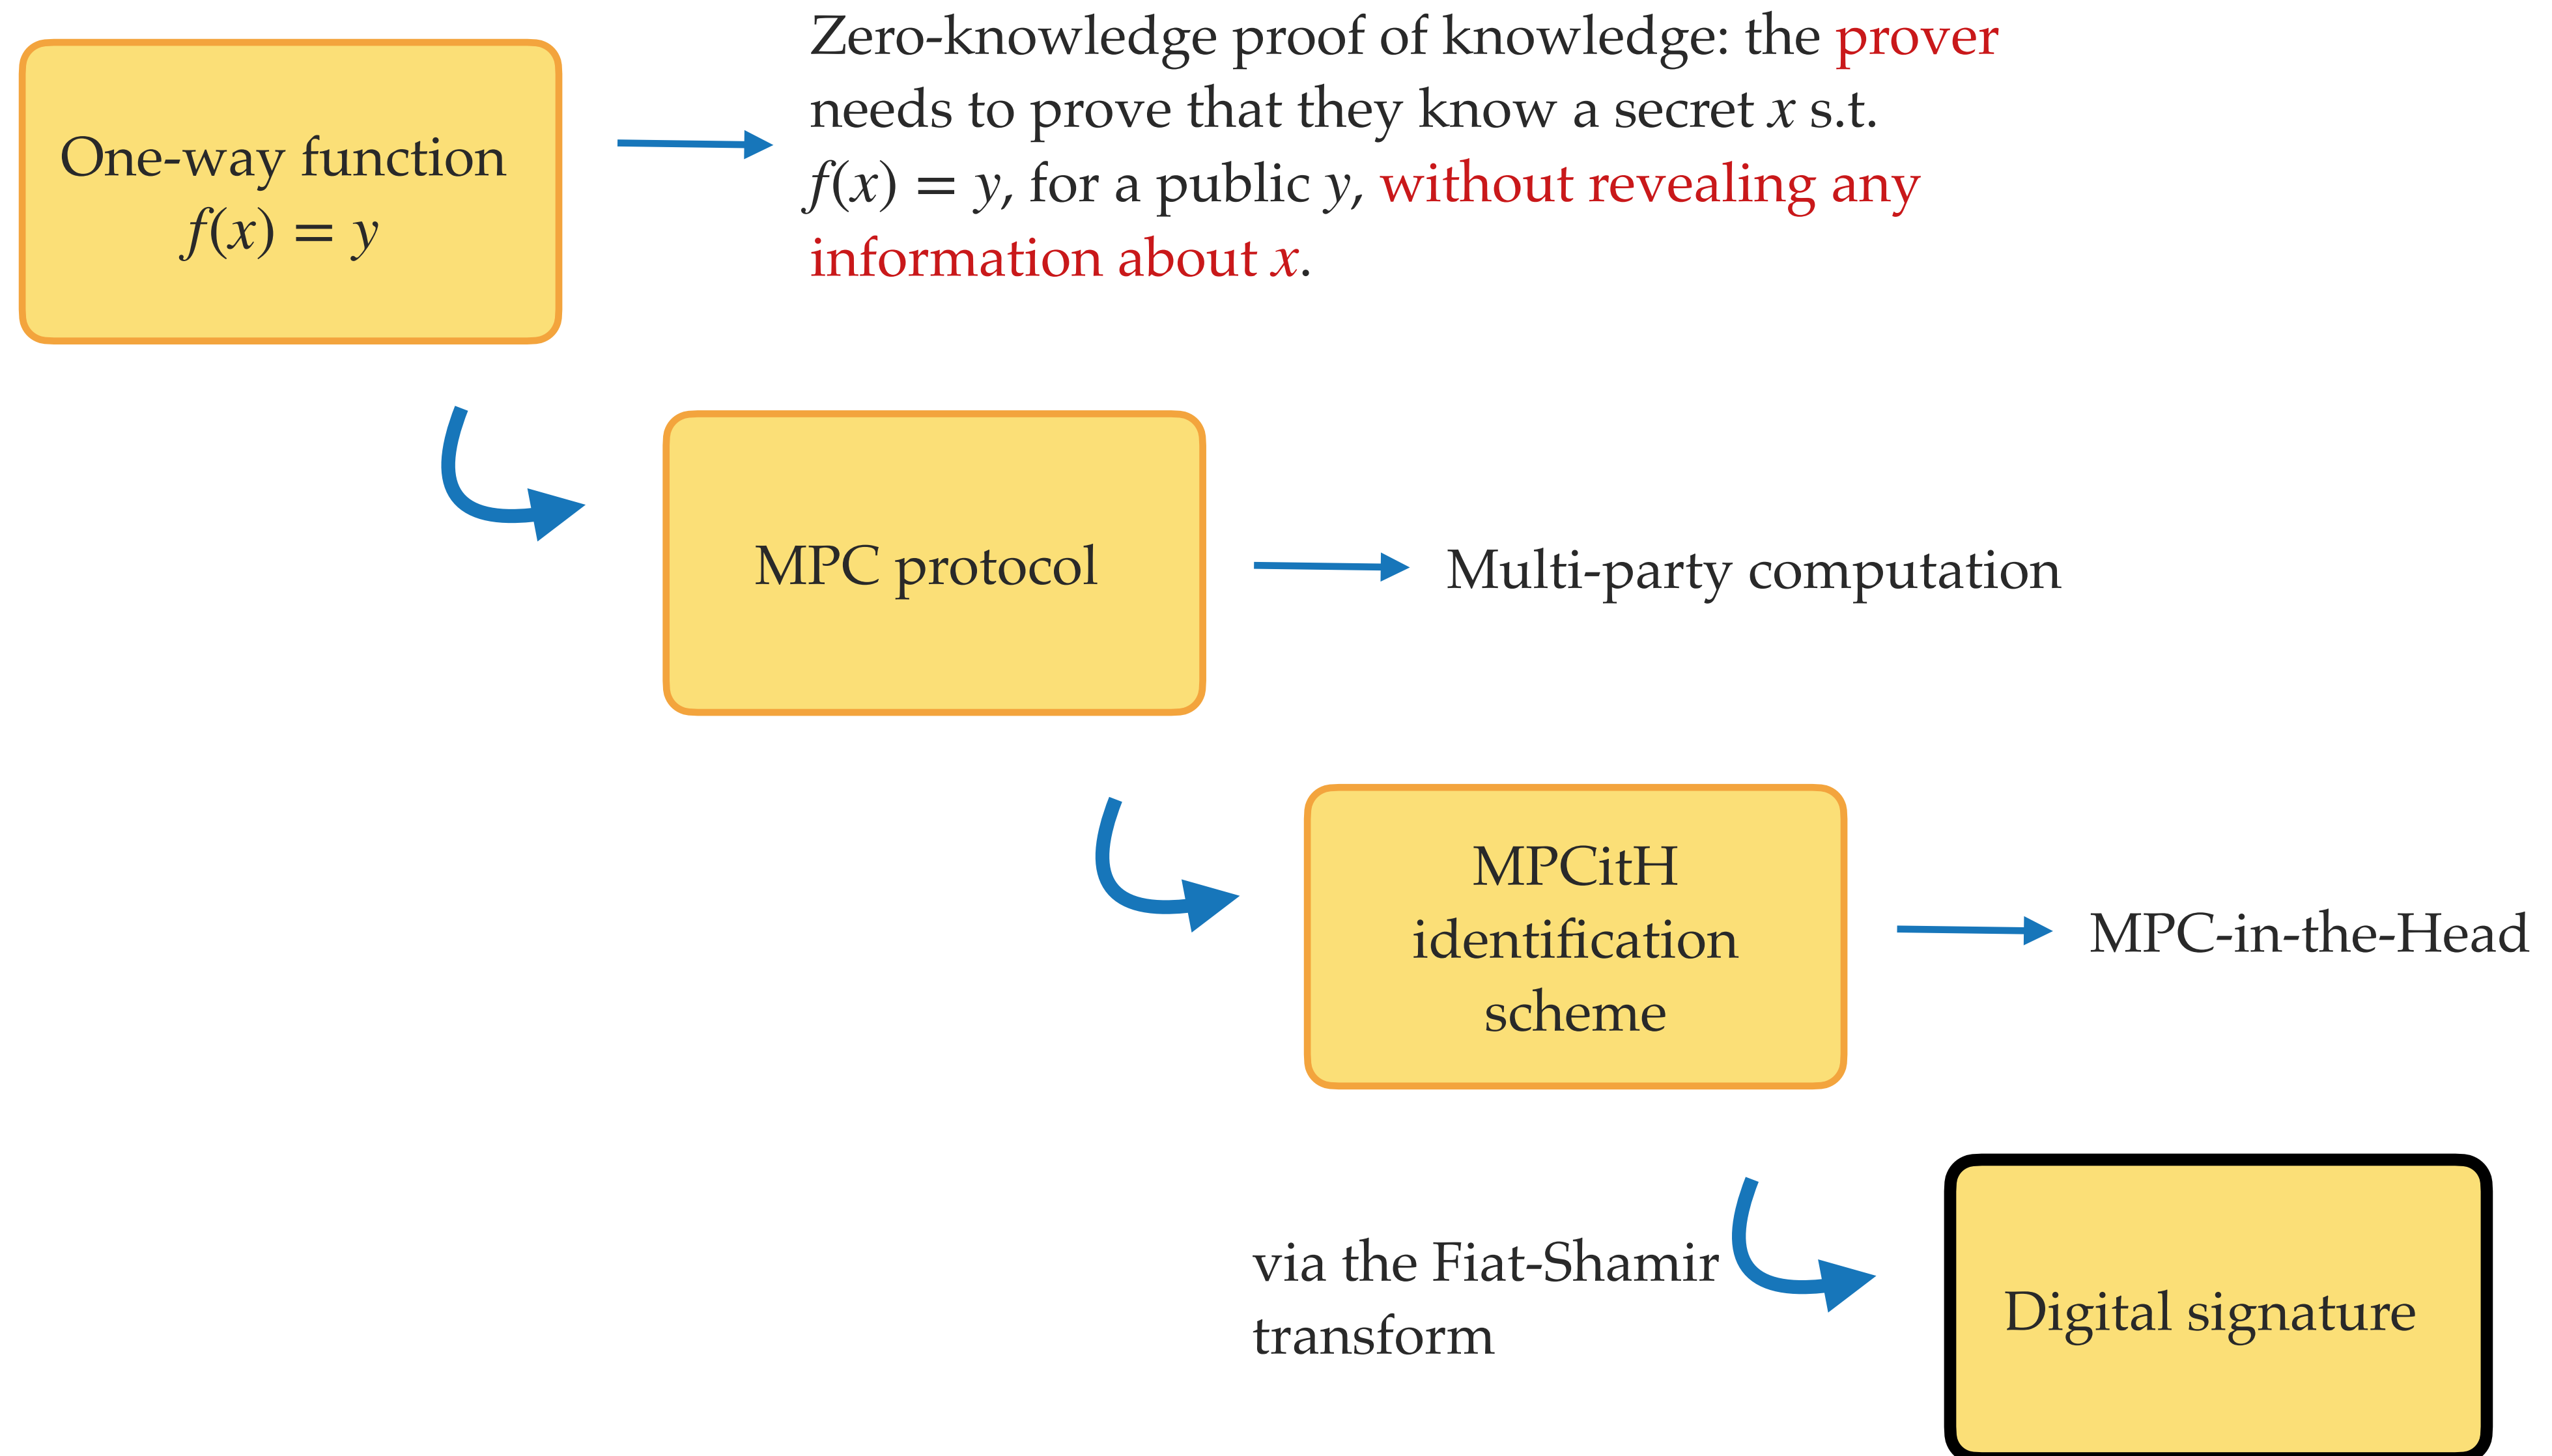 One-way function
f(x) = y
Zero-knowledge proof of knowledge: the prover
needs to prove that they know a secret x s.t.
f(x) = y, for a public y, without revealing any
information about x.
MPC protocol
Multi-party computation
MPCitH
identification
scheme
MPC-in-the-Head
via the Fiat-Shamir
transform
Digital signature